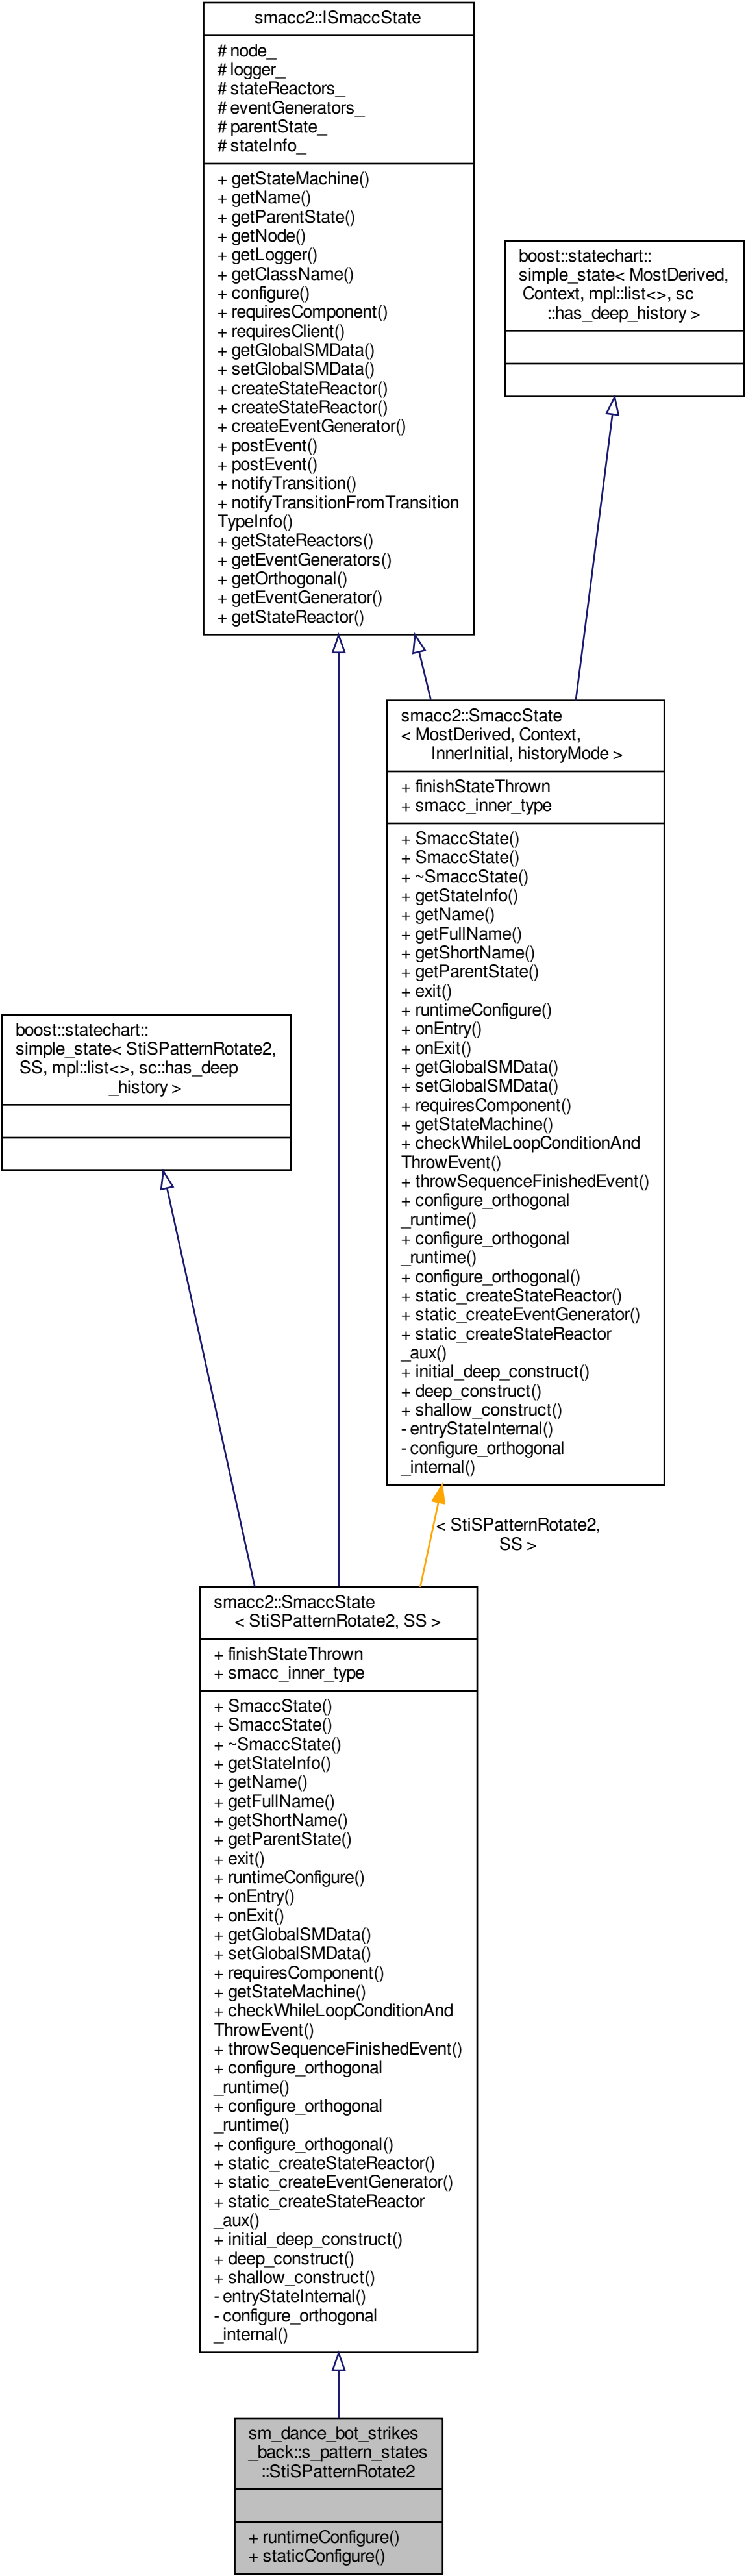 smacc2::ISmaccState
# node_
# logger_
# stateReactors_
# eventGenerators_
# parentState_
# stateInfo_
+ getStateMachine()
+ getName()
+ getParentState()
+ getNode()
+ getLogger()
+ getClassName()
+ configure()
+ requiresComponent()
+ requiresClient()
+ getGlobalSMData()
+ setGlobalSMData()
+ createStateReactor()
+ createStateReactor()
+ createEventGenerator()
+ postEvent()
+ postEvent()
+ notifyTransition()
+ notifyTransitionFromTransition
TypeInfo()
+ getStateReactors()
+ getEventGenerators()
+ getOrthogonal()
+ getEventGenerator()
+ getStateReactor()
boost::statechart::
simple_state< MostDerived,
Context, mpl::list<>, sc
::has_deep_history >
smacc2::SmaccState
< MostDerived, Context,
InnerInitial, historyMode >
+ finishStateThrown
+ smacc_inner_type
+ SmaccState()
+ SmaccState()
+ ~SmaccState()
+ getStateInfo()
+ getName()
+ getFullName()
+ getShortName()
+ getParentState()
+ exit()
+ runtimeConfigure()
+ onEntry()
+ onExit()
+ getGlobalSMData()
+ setGlobalSMData()
+ requiresComponent()
+ getStateMachine()
+ checkWhileLoopConditionAnd
ThrowEvent()
+ throwSequenceFinishedEvent()
+ configure_orthogonal
_runtime()
+ configure_orthogonal
_runtime()
+ configure_orthogonal()
+ static_createStateReactor()
+ static_createEventGenerator()
+ static_createStateReactor
_aux()
+ initial_deep_construct()
+ deep_construct()
+ shallow_construct()
- entryStateInternal()
- configure_orthogonal
_internal()
boost::statechart::
simple_state< StiSPatternRotate2,
SS, mpl::list<>, sc::has_deep
_history >
< StiSPatternRotate2,
SS >
smacc2::SmaccState
< StiSPatternRotate2, SS >
+ finishStateThrown
+ smacc_inner_type
+ SmaccState()
+ SmaccState()
+ ~SmaccState()
+ getStateInfo()
+ getName()
+ getFullName()
+ getShortName()
+ getParentState()
+ exit()
+ runtimeConfigure()
+ onEntry()
+ onExit()
+ getGlobalSMData()
+ setGlobalSMData()
+ requiresComponent()
+ getStateMachine()
+ checkWhileLoopConditionAnd
ThrowEvent()
+ throwSequenceFinishedEvent()
+ configure_orthogonal
_runtime()
+ configure_orthogonal
_runtime()
+ configure_orthogonal()
+ static_createStateReactor()
+ static_createEventGenerator()
+ static_createStateReactor
_aux()
+ initial_deep_construct()
+ deep_construct()
+ shallow_construct()
- entryStateInternal()
- configure_orthogonal
_internal()
sm_dance_bot_strikes
_back::s_pattern_states
::StiSPatternRotate2
+ runtimeConfigure()
+ staticConfigure()